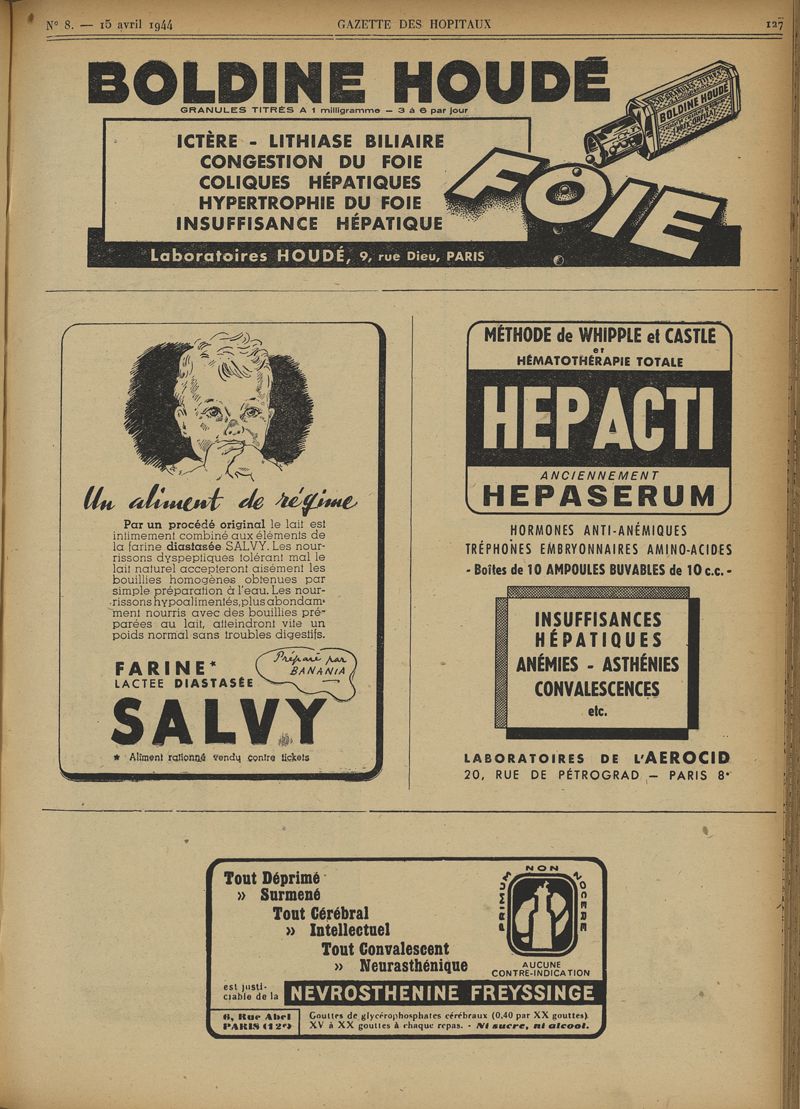 N° 8. — 15 avril 1944 GAZETTE DES HOPITAUX 127
BOLDINE HOUDÉ
GRANULES TITRÉS A 1 milligramme — 3 à 6 par jour
BOLDINE HOUDÉ
ICTÈRE - LITHIASE BILIAIRE
CONGESTION DU FOIE
COLIQUES HÉPATIQUES
HYPERTROPHIE DU FOIE
INSUFFISANCE HÉPATIQUE
FOIE
Laboratoires HOUDÉ, 9, rue Dieu, PARIS
Un aliment de régime
Par un procédé original le lait est
intimement combiné aux éléments de
la farine diastasée SALVY. Les nour-
rissons dyspeptiques tolérant mal le
lait naturel accepteront aisément les
bouillies homogènes obtenues par
simple préparation à l'eau. Les nour-
rissons hypoalimentés, plus abondam-
ment nourris avec des bouillies pré-
parées au lait, atteindront vite un
poids normal sans troubles digestifs.
Préparé par
BANANIA
FARINE*
LACTEE DIASTASÉE
SALVY
* Aliment rationné vendu contre tickets
MÉTHODE de WHIPPLE et CASTLE
et
HÉMATOTHÉRAPIE TOTALE
HEPACTI
ANCIENNEMENT
HEPASERUM
HORMONES ANTI-ANÉMIQUES
TRÉPHONES EMBRYONNAIRES AMINO-ACIDES
- Boîtes de 10 AMPOULES BUVABLES de 10 c.c. -
INSUFFISANCES
HÉPATIQUES
ANÉMIES - ASTHÉNIES
CONVALESCENCES
etc.
LABORATOIRES DE L'AEROCID
20, RUE DE PÉTROGRAD — PARIS 8e
Tout Déprimé
» Surmené
Tout Cérébral
» Intellectuel
Tout Convalescent
» Neurasthénique
PRIMUM NON NOCERE
AUCUNE
CONTRE-INDICATION
est justi-
ciable de la
NEVROSTHENINE FREYSSINGE
6, Rue Abel
PARIS (12e)
Gouttes de glycérophosphates cérébraux (0,40 par XX gouttes).
XV à XX gouttes à chaque repas. - Ni sucre, ni alcool.